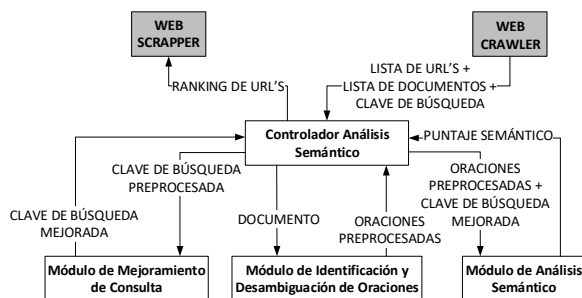 WEB
SCRAPPER
WEB
CRAWLER
RANKING DE URL'S
LISTA DE URL'S +
LISTA DE DOCUMENTOS +
CLAVE DE BÚSQUEDA
Controlador Análisis
Semántico
PUNTAJE SEMÁNTICO
CLAVE DE BÚSQUEDA
PREPROCESADA
ORACIONES
PREPROCESADAS +
CLAVE DE BÚSQUEDA
MEJORADA
CLAVE DE BÚSQUEDA
MEJORADA
DOCUMENTO
ORACIONES
PREPROCESADAS
Módulo de Mejoramiento
de Consulta
Módulo de Identificación y
Desambiguación de Oraciones
Módulo de Análisis
Semántico